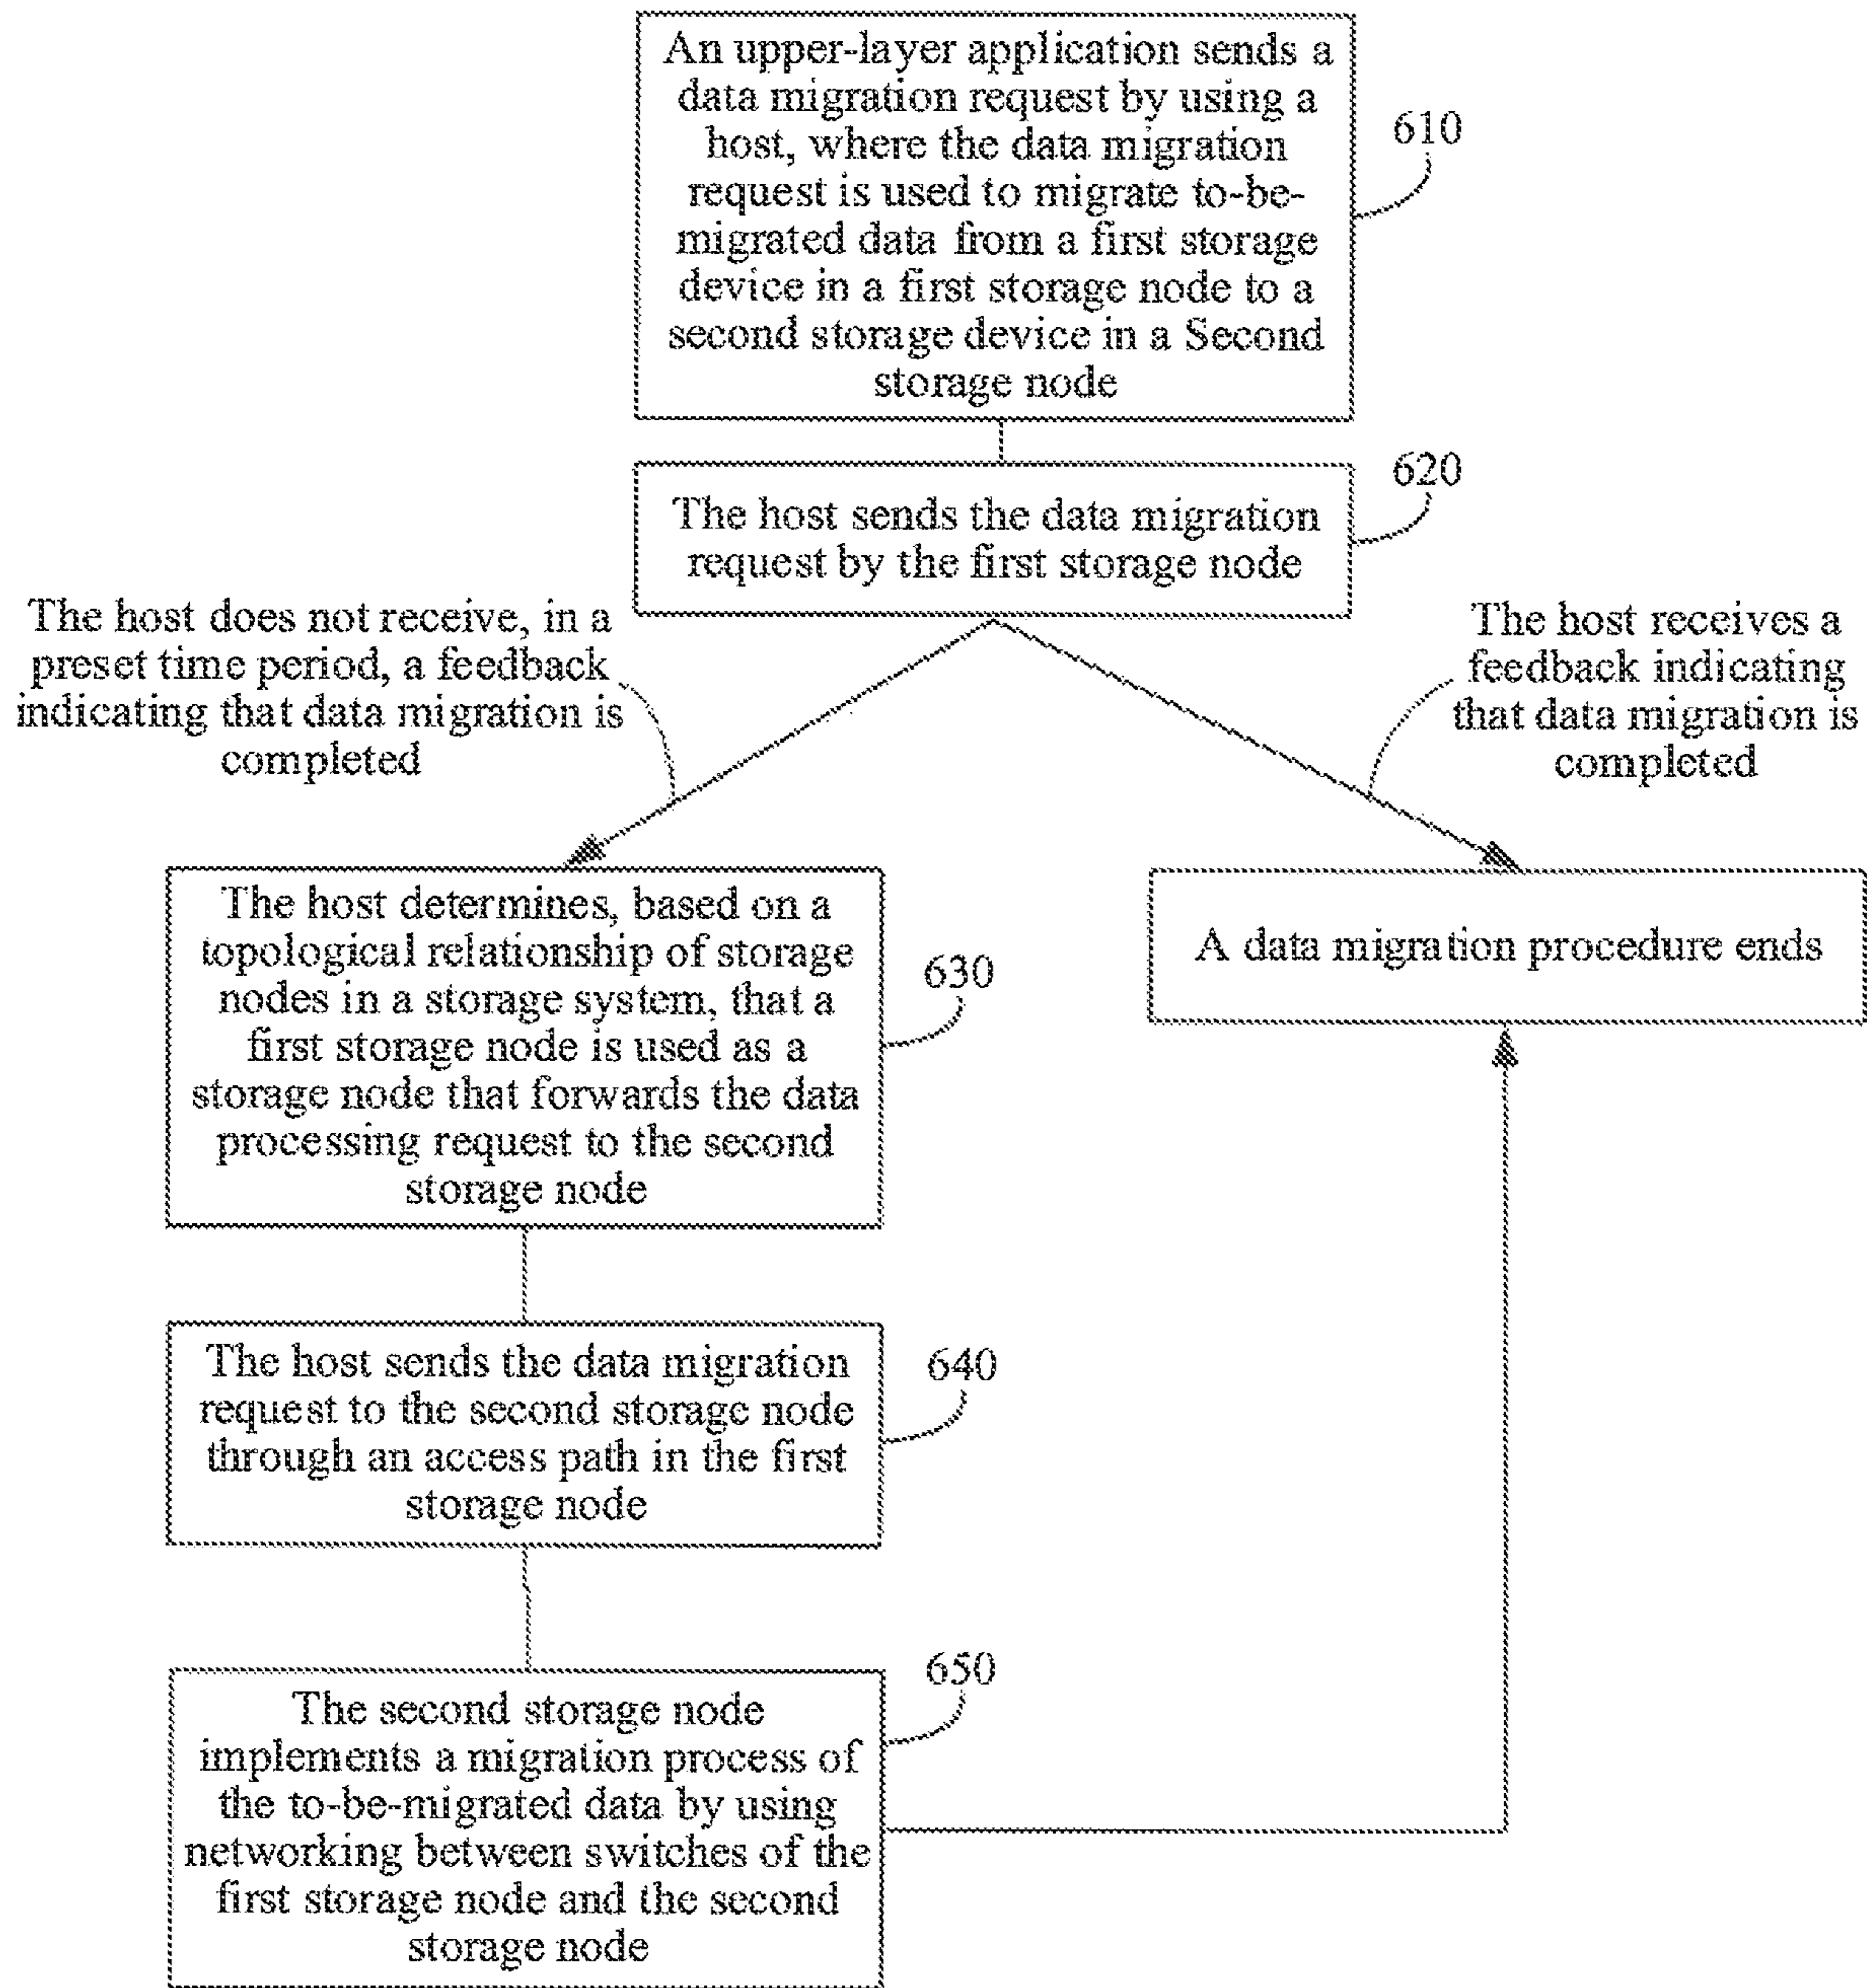 An upper-layer application sends a
data migration request by using a
host, where the data migration
request is used to migrate to-be-
migrated data from a first storage
device in a first storage node to a
second storage device in a Second
storage node
610
The host sends the data migration
request by the first storage node
620
The host does not receive, in a
preset time period, a feedback
indicating that data migration is
completed
The host receives a
feedback indicating
that data migration is
completed
The host determines, based on a
topological relationship of storage
nodes in a storage system, that a
first storage node is used as a
storage node that forwards the data
processing request to the second
storage node
630
A data migration procedure ends
The host sends the data migration
request to the second storage node
through an access path in the first
storage node
640
The second storage node
implements a migration process of
the to-be-migrated data by using
networking between switches of the
first storage node and the second
storage node
650